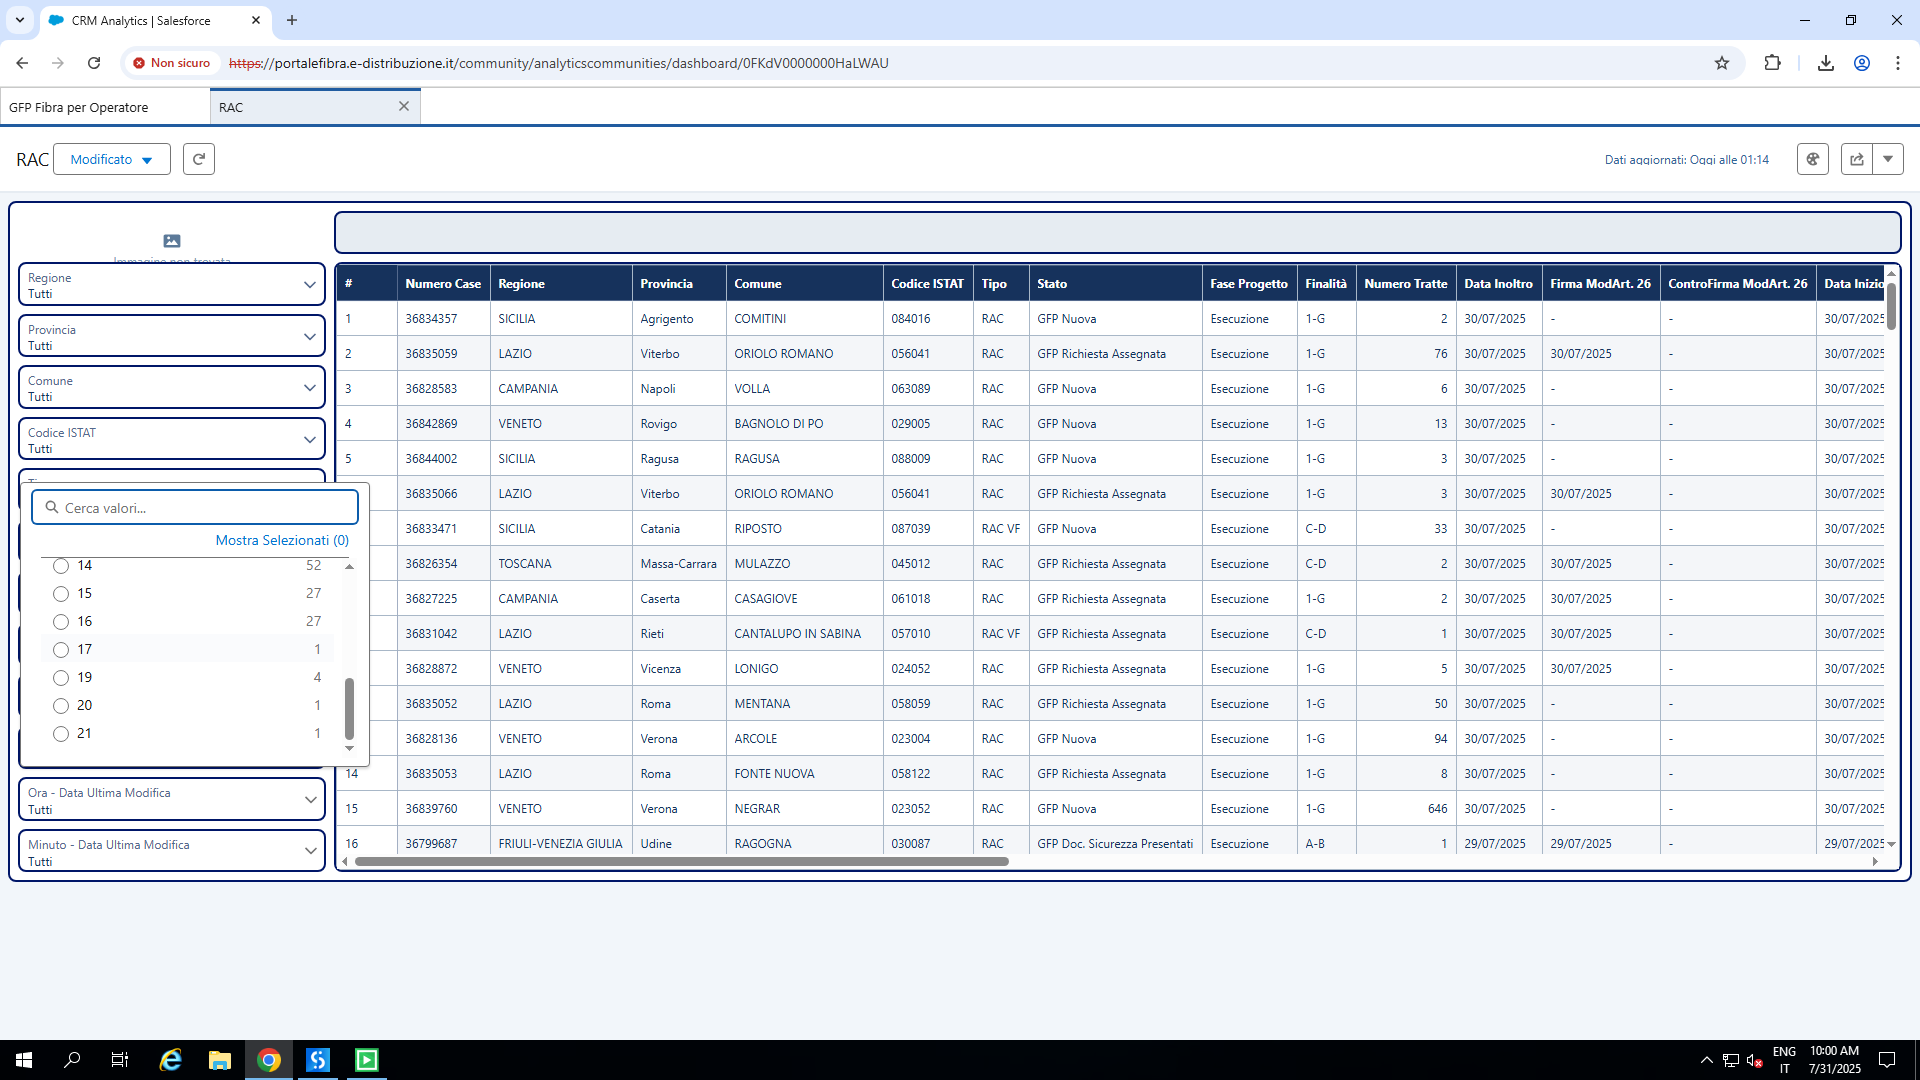 CRM Analytics | Salesforce
Non sicuro
https://portalefibra.e-distribuzione.it/community/analyticscommunities/dashboard/0FKdV0000000HaLWAU
GFP Fibra per Operatore
RAC
RAC
Modificato
Dati aggiornati: Oggi alle 01:14
Immagine non trovata
Regione
Tutti
Provincia
Tutti
Comune
Tutti
Codice ISTAT
Tutti
Cerca valori...
Mostra Selezionati (0)
14 52
15 27
16 27
17 1
19 4
20 1
21 1
Ora - Data Ultima Modifica
Tutti
Minuto - Data Ultima Modifica
Tutti
# Numero Case Regione Provincia Comune Codice ISTAT Tipo Stato Fase Progetto Finalità Numero Tratte Data Inoltro Firma ModArt. 26 ControFirma ModArt. 26 Data Inizio
1 36834357 SICILIA Agrigento COMITINI 084016 RAC GFP Nuova Esecuzione 1-G 2 30/07/2025 - - 30/07/2025
2 36835059 LAZIO Viterbo ORIOLO ROMANO 056041 RAC GFP Richiesta Assegnata Esecuzione 1-G 76 30/07/2025 30/07/2025 - 30/07/2025
3 36828583 CAMPANIA Napoli VOLLA 063089 RAC GFP Nuova Esecuzione 1-G 6 30/07/2025 - - 30/07/2025
4 36842869 VENETO Rovigo BAGNOLO DI PO 029005 RAC GFP Nuova Esecuzione 1-G 13 30/07/2025 - - 30/07/2025
5 36844002 SICILIA Ragusa RAGUSA 088009 RAC GFP Nuova Esecuzione 1-G 3 30/07/2025 - - 30/07/2025
36835066 LAZIO Viterbo ORIOLO ROMANO 056041 RAC GFP Richiesta Assegnata Esecuzione 1-G 3 30/07/2025 30/07/2025 - 30/07/2025
36833471 SICILIA Catania RIPOSTO 087039 RAC VF GFP Nuova Esecuzione C-D 33 30/07/2025 - - 30/07/2025
36826354 TOSCANA Massa-Carrara MULAZZO 045012 RAC GFP Richiesta Assegnata Esecuzione C-D 2 30/07/2025 30/07/2025 - 30/07/2025
36827225 CAMPANIA Caserta CASAGIOVE 061018 RAC GFP Richiesta Assegnata Esecuzione 1-G 2 30/07/2025 30/07/2025 - 30/07/2025
36831042 LAZIO Rieti CANTALUPO IN SABINA 057010 RAC VF GFP Richiesta Assegnata Esecuzione C-D 1 30/07/2025 30/07/2025 - 30/07/2025
36828872 VENETO Vicenza LONIGO 024052 RAC GFP Richiesta Assegnata Esecuzione 1-G 5 30/07/2025 30/07/2025 - 30/07/2025
36835052 LAZIO Roma MENTANA 058059 RAC GFP Richiesta Assegnata Esecuzione 1-G 50 30/07/2025 - - 30/07/2025
36828136 VENETO Verona ARCOLE 023004 RAC GFP Nuova Esecuzione 1-G 94 30/07/2025 - - 30/07/2025
14 36835053 LAZIO Roma FONTE NUOVA 058122 RAC GFP Richiesta Assegnata Esecuzione 1-G 8 30/07/2025 - - 30/07/2025
15 36839760 VENETO Verona NEGRAR 023052 RAC GFP Nuova Esecuzione 1-G 646 30/07/2025 - - 30/07/2025
16 36799687 FRIULI-VENEZIA GIULIA Udine RAGOGNA 030087 RAC GFP Doc. Sicurezza Presentati Esecuzione A-B 1 29/07/2025 29/07/2025 - 29/07/2025
ENG
IT
10:00 AM
7/31/2025